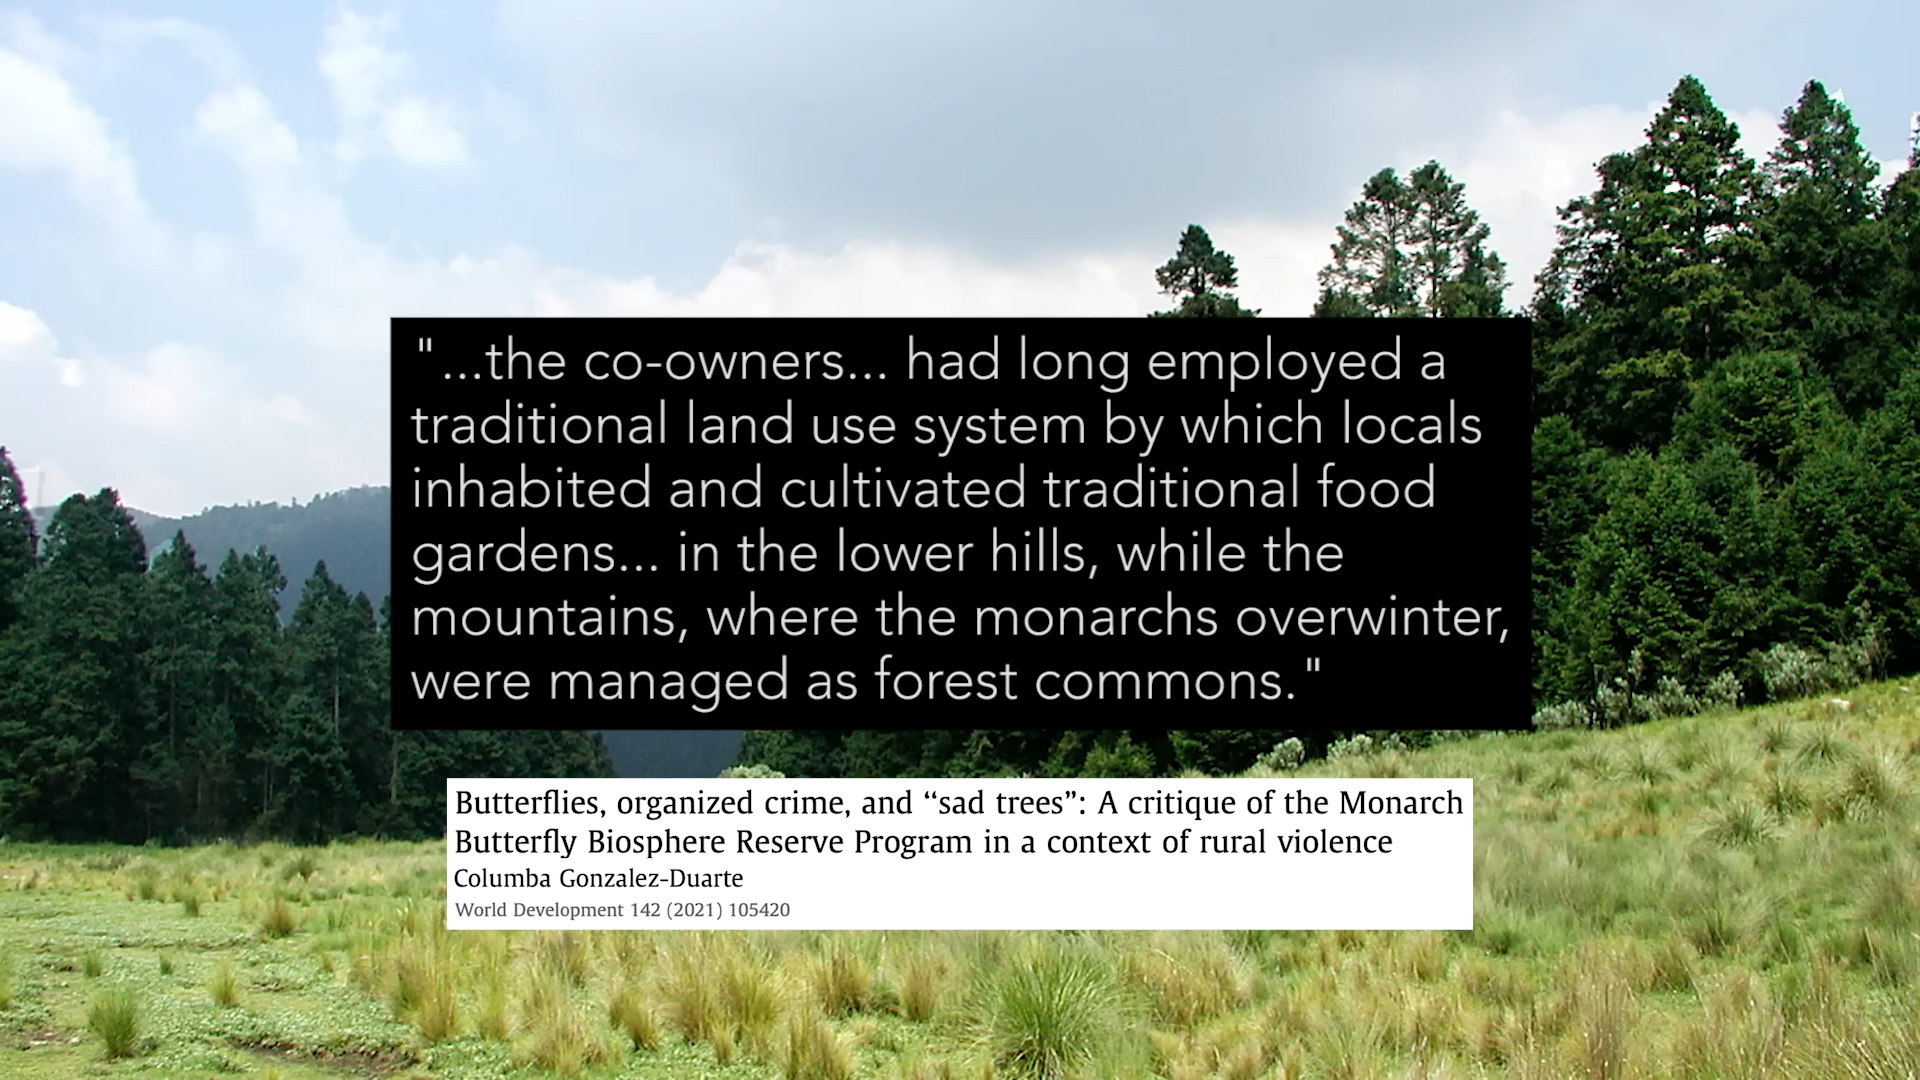 "...the co-owners... had long employed a
traditional land use system by which locals
inhabited and cultivated traditional food
gardens... in the lower hills, while the
mountains, where the monarchs overwinter,
were managed as forest commons."
Butterflies, organized crime, and “sad trees”: A critique of the Monarch
Butterfly Biosphere Reserve Program in a context of rural violence
Columba Gonzalez-Duarte
World Development 142 (2021) 105420